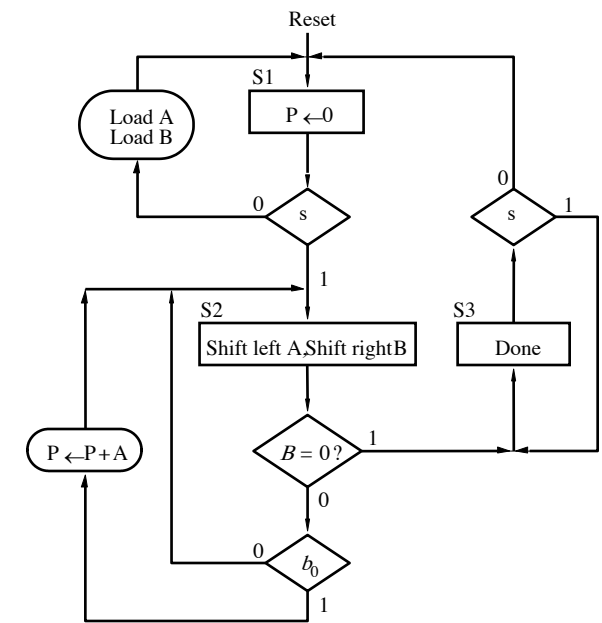 Reset
S1
Load A
Load B
P ← 0
0
s
1
0
s
1
S2
S3
Shift left A, Shift right B
Done
P ← P + A
B = 0 ?
1
0
0
b0
1